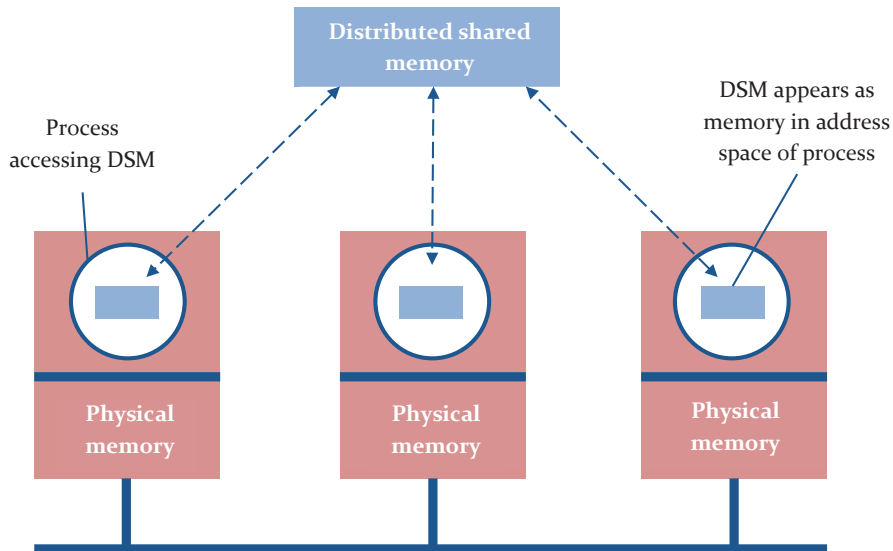 Distributed shared
memory
Process
accessing DSM
DSM appears as
memory in address
space of process
Physical
memory
Physical
memory
Physical
memory